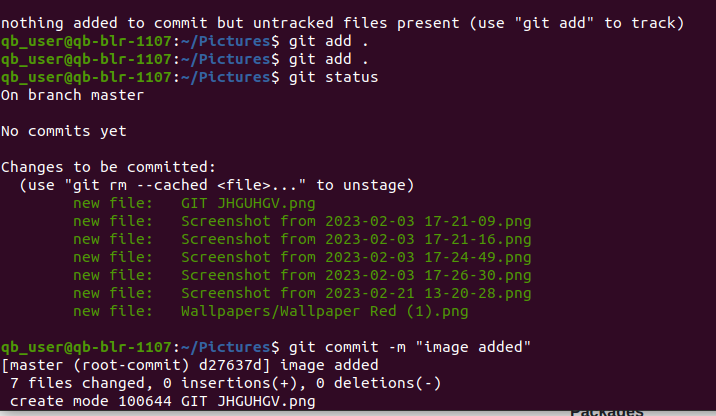 nothing added to commit but untracked files present (use "git add" to track)
qb_user@qb-blr-1107:~/Pictures$ git add .
qb_user@qb-blr-1107:~/Pictures$ git add .
qb_user@qb-blr-1107:~/Pictures$ git status
On branch master
No commits yet
Changes to be committed:
  (use "git rm --cached <file>..." to unstage)
        new file:   GIT JHGUHGV.png
        new file:   Screenshot from 2023-02-03 17-21-09.png
        new file:   Screenshot from 2023-02-03 17-21-16.png
        new file:   Screenshot from 2023-02-03 17-24-49.png
        new file:   Screenshot from 2023-02-03 17-26-30.png
        new file:   Screenshot from 2023-02-21 13-20-28.png
        new file:   Wallpapers/Wallpaper Red (1).png
qb_user@qb-blr-1107:~/Pictures$ git commit -m "image added"
[master (root-commit) d27637d] image added
 7 files changed, 0 insertions(+), 0 deletions(-)
 create mode 100644 GIT JHGUHGV.png
Packages